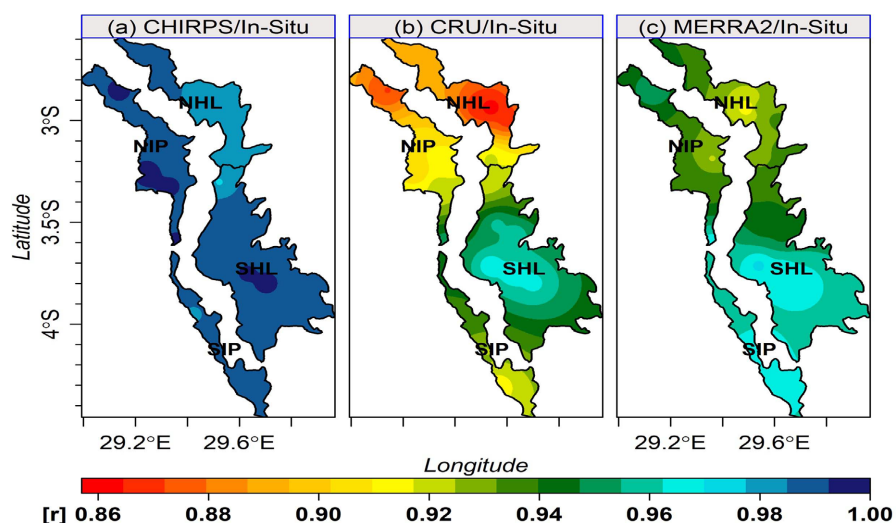 (a) CHIRPS/In-Situ (b) CRU/In-Situ (c) MERRA2/In-Situ
NHL NHL NHL
3°S
NIP NIP NIP
Latitude
3.5°S
SHL SHL SHL
4°S
SIP SIP SIP
29.2°E 29.6°E 29.2°E 29.6°E
Longitude
[r] 0.86 0.88 0.90 0.92 0.94 0.96 0.98 1.00